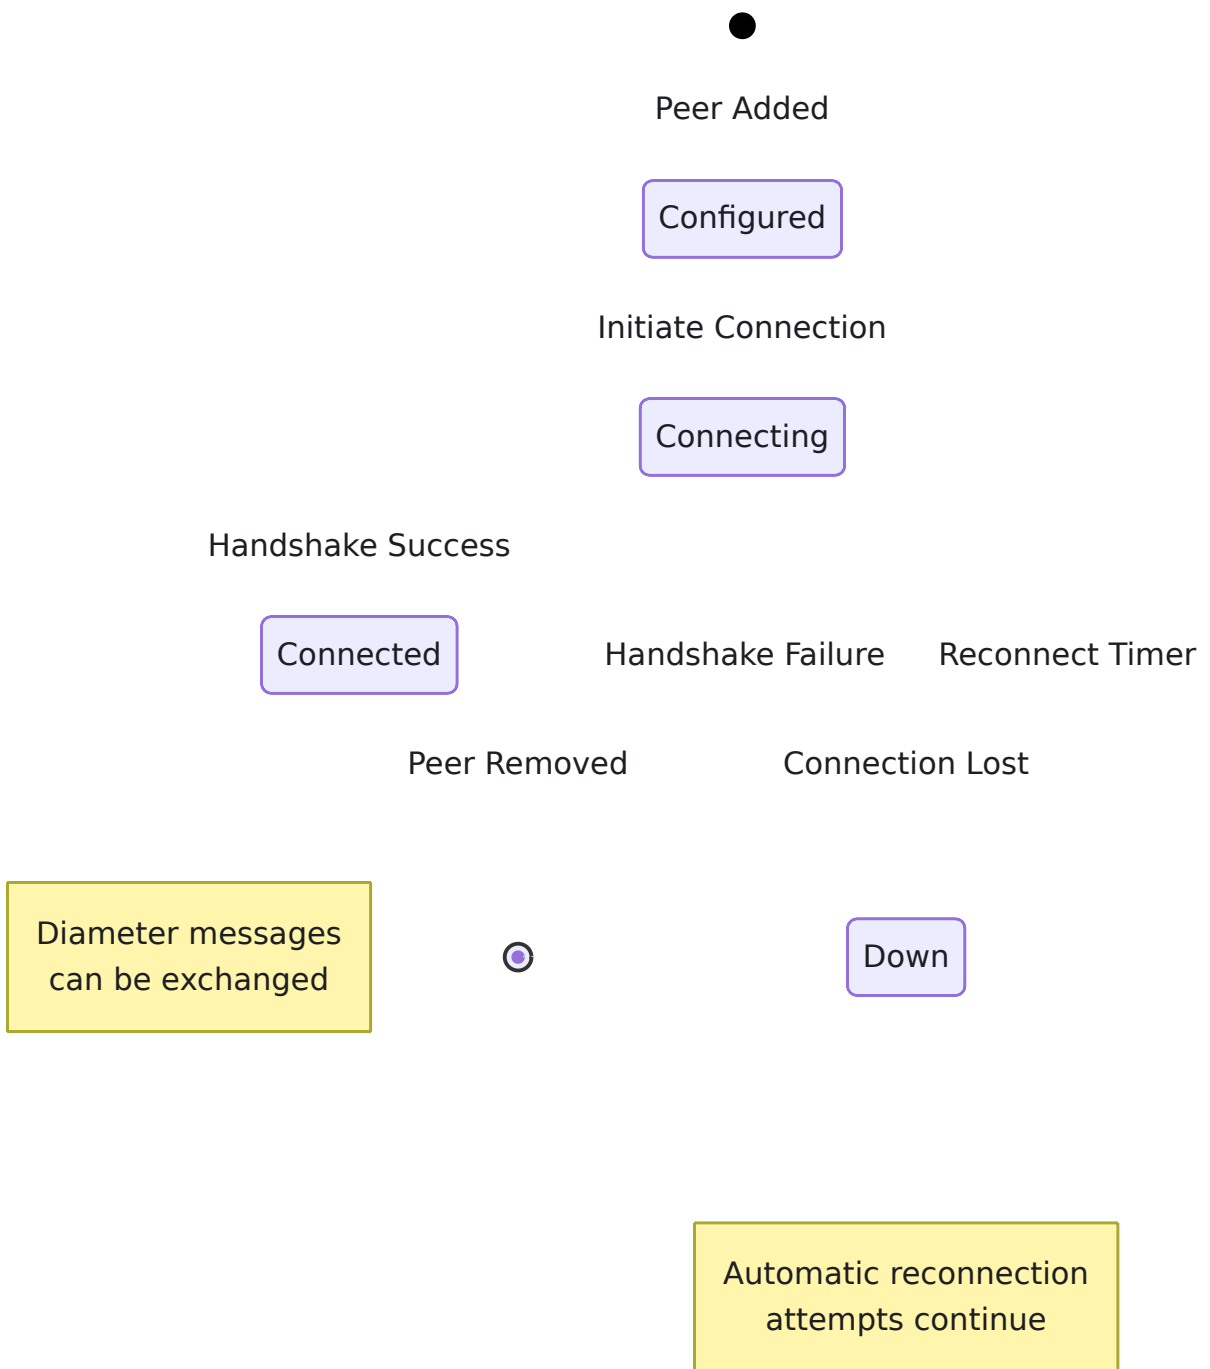 Peer Added
Configured
Initiate Connection
Connecting
Handshake Success
Connected
Handshake Failure
Reconnect Timer
Peer Removed
Connection Lost
Diameter messages
can be exchanged
Down
Automatic reconnection
attempts continue